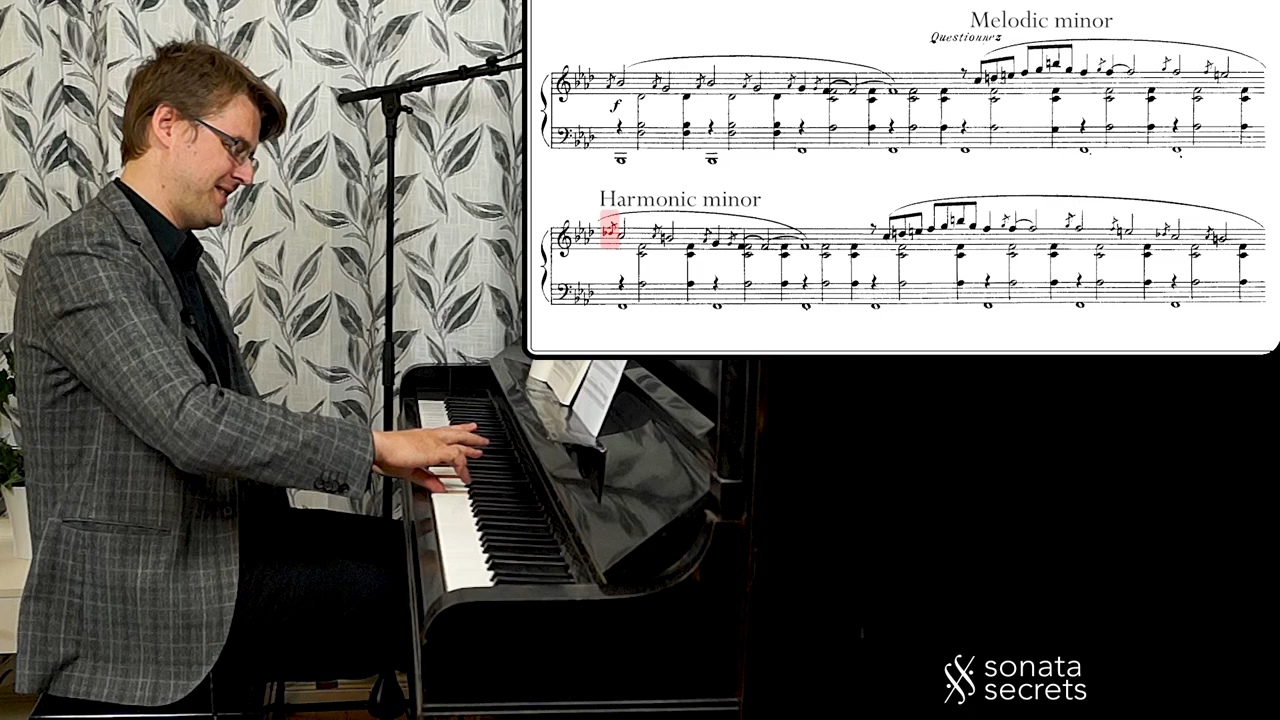 Melodic minor
Questionnez
f
Harmonic minor
sonata
secrets